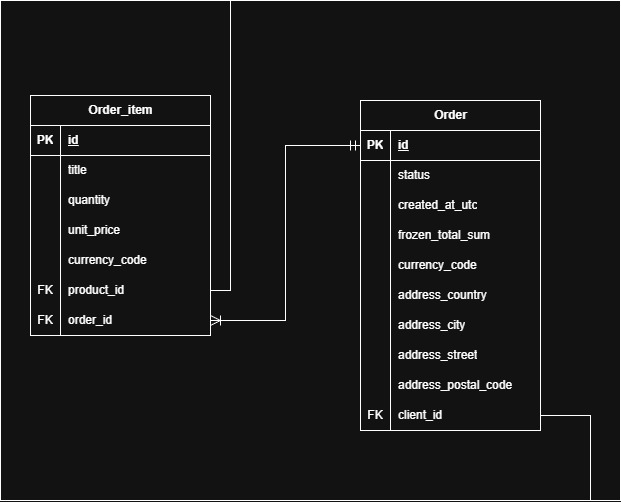 Order_item
PK id
title
quantity
unit_price
currency_code
FK product_id
FK order_id
Order
PK id
status
created_at_utc
frozen_total_sum
currency_code
address_country
address_city
address_street
address_postal_code
FK client_id